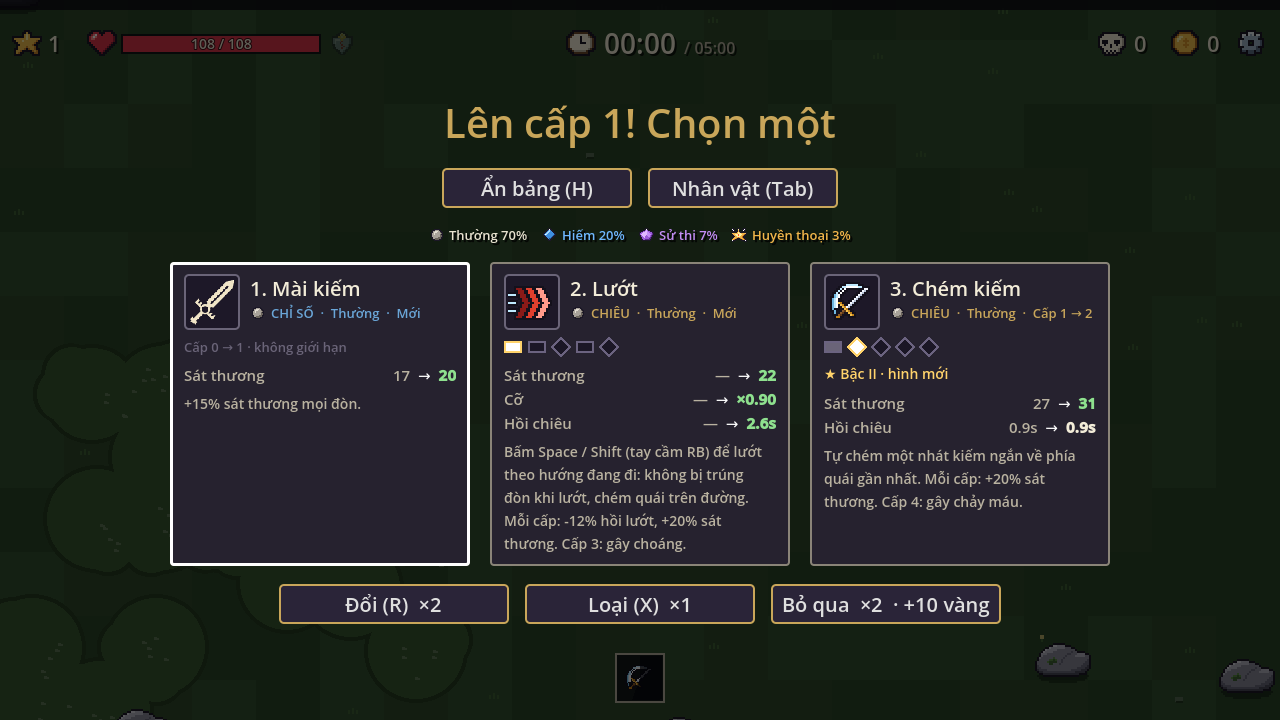 1
108 / 108
00:00 / 05:00
0
0
Lên cấp 1! Chọn một
Ẩn bảng (H)
Nhân vật (Tab)
Thường 70%
Hiếm 20%
Sử thi 7%
Huyền thoại 3%
1. Mài kiếm
CHỈ SỐ · Thường · Mới
Cấp 0 → 1 · không giới hạn
Sát thương 17 → 20
+15% sát thương mọi đòn.
2. Lướt
CHIÊU · Thường · Mới
Sát thương — → 22
Cỡ — → ×0.90
Hồi chiêu — → 2.6s
Bấm Space / Shift (tay cầm RB) để lướt
theo hướng đang đi: không bị trúng
đòn khi lướt, chém quái trên đường.
Mỗi cấp: -12% hồi lướt, +20% sát
thương. Cấp 3: gây choáng.
3. Chém kiếm
CHIÊU · Thường · Cấp 1 → 2
★ Bậc II · hình mới
Sát thương 27 → 31
Hồi chiêu 0.9s → 0.9s
Tự chém một nhát kiếm ngắn về phía
quái gần nhất. Mỗi cấp: +20% sát
thương. Cấp 4: gây chảy máu.
Đổi (R) ×2
Loại (X) ×1
Bỏ qua ×2 · +10 vàng